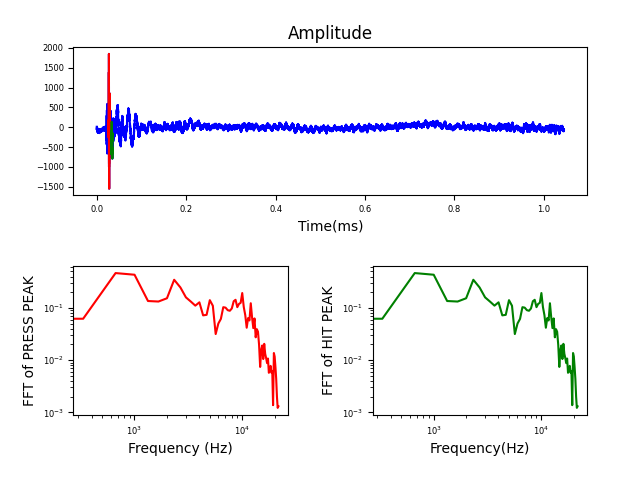 Amplitude
2000
1500
1000
500
0
−500
−1000
−1500
0.0 0.2 0.4 0.6 0.8 1.0
Time(ms)
FFT of PRESS PEAK
10⁻¹
10⁻²
10⁻³
10³ 10⁴
Frequency (Hz)
FFT of HIT PEAK
10⁻¹
10⁻²
10⁻³
10³ 10⁴
Frequency(Hz)